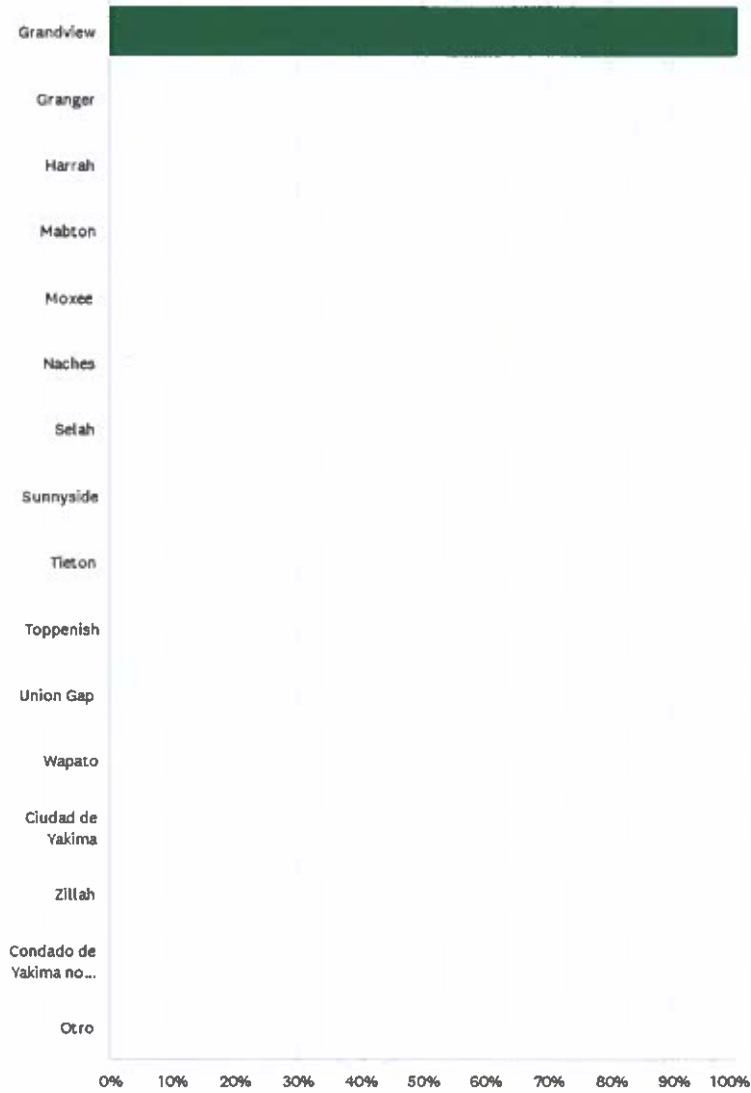 Grandview
Granger
Harrah
Mabton
Moxee
Naches
Selah
Sunnyside
Tieton
Toppenish
Union Gap
Wapato
Ciudad de
Yakima
Zillah
Condado de
Yakima no...
Otro
0% 10% 20% 30% 40% 50% 60% 70% 80% 90% 100%